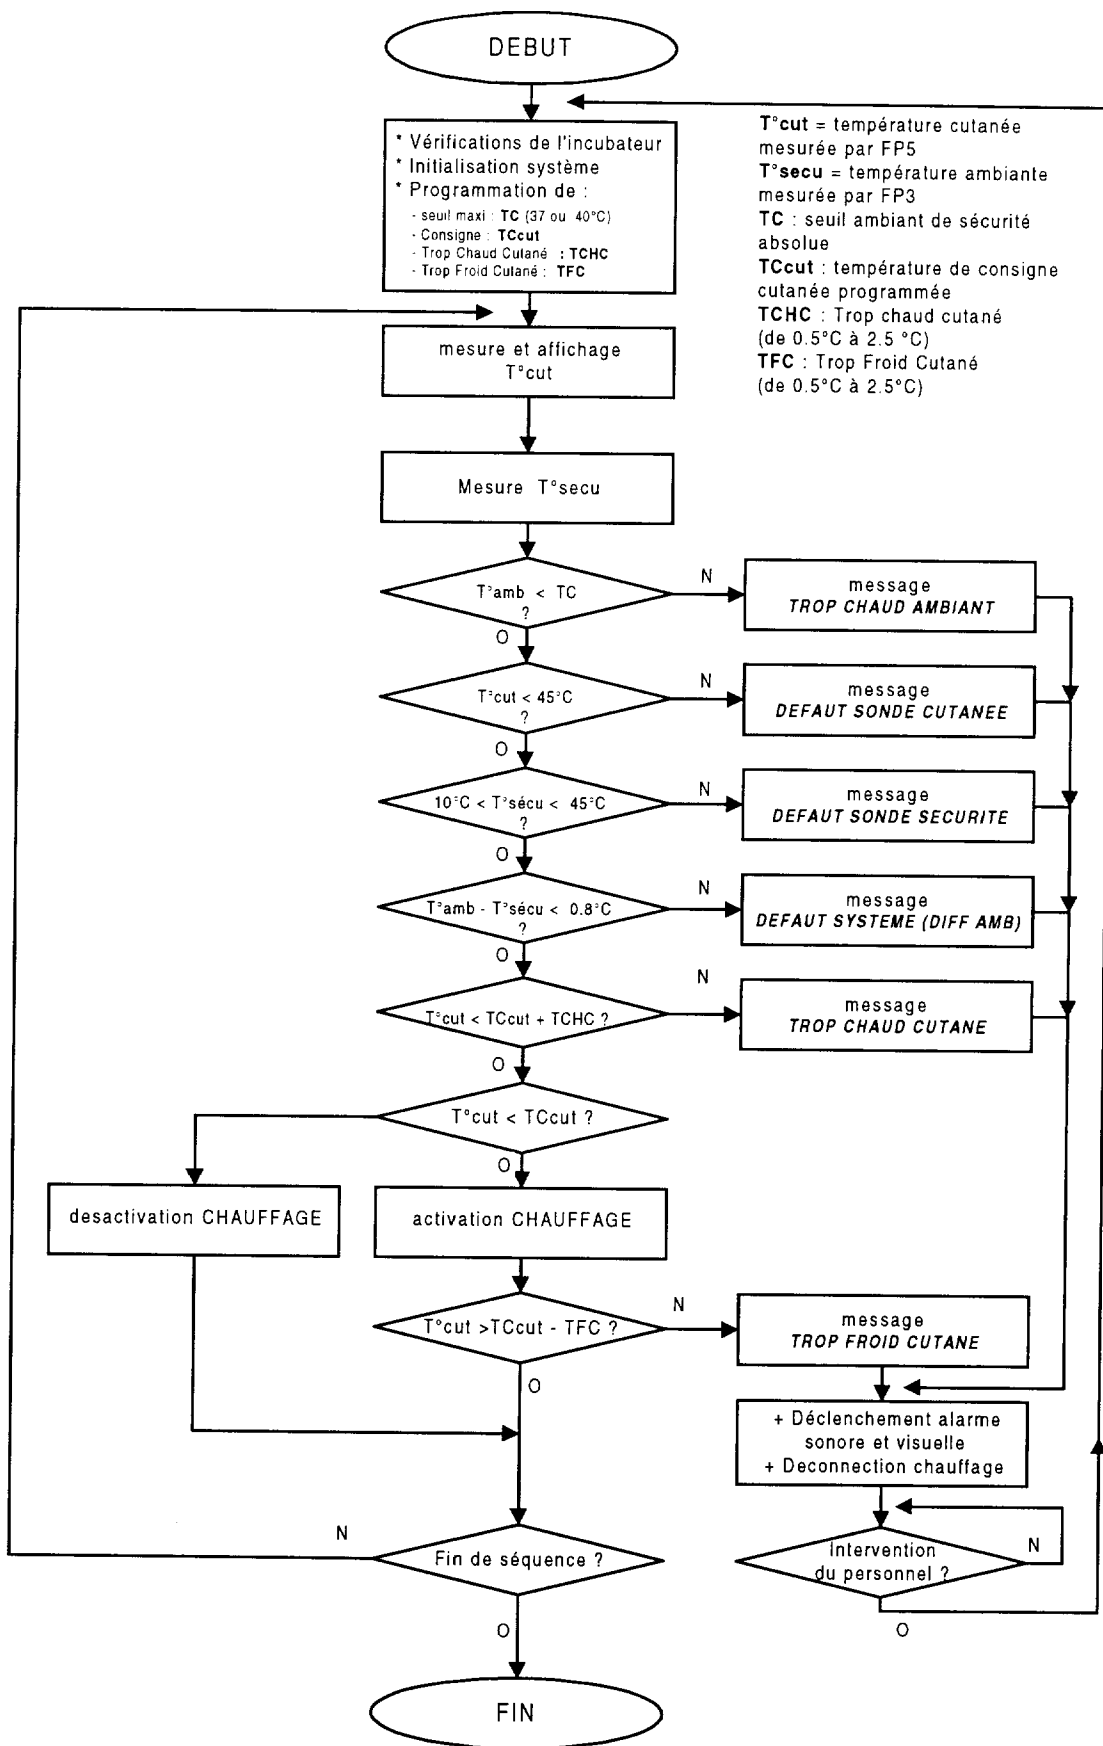 DEBUT
* Vérifications de l'incubateur
* Initialisation système
* Programmation de :
- seuil maxi : TC (37 ou 40°C)
- Consigne : TCcut
- Trop Chaud Cutané : TCHC
- Trop Froid Cutané : TFC
T°cut = température cutanée
mesurée par FP5
T°secu = température ambiante
mesurée par FP3
TC : seuil ambiant de sécurité
absolue
TCcut : température de consigne
cutanée programmée
TCHC : Trop chaud cutané
(de 0.5°C à 2.5 °C)
TFC : Trop Froid Cutané
(de 0.5°C à 2.5°C)
mesure et affichage
T°cut
Mesure T°secu
T°amb < TC
?
N
O
message
TROP CHAUD AMBIANT
T°cut < 45°C
?
N
O
message
DEFAUT SONDE CUTANEE
10°C < T°sécu < 45°C
?
N
O
message
DEFAUT SONDE SECURITE
T°amb - T°sécu < 0.8°C
?
N
O
message
DEFAUT SYSTEME (DIFF AMB)
T°cut < TCcut + TCHC ?
N
O
message
TROP CHAUD CUTANE
T°cut < TCcut ?
O
desactivation CHAUFFAGE
activation CHAUFFAGE
T°cut >TCcut - TFC ?
N
O
message
TROP FROID CUTANE
+ Déclenchement alarme
sonore et visuelle
+ Deconnection chauffage
Fin de séquence ?
N
O
Intervention
du personnel ?
N
O
FIN